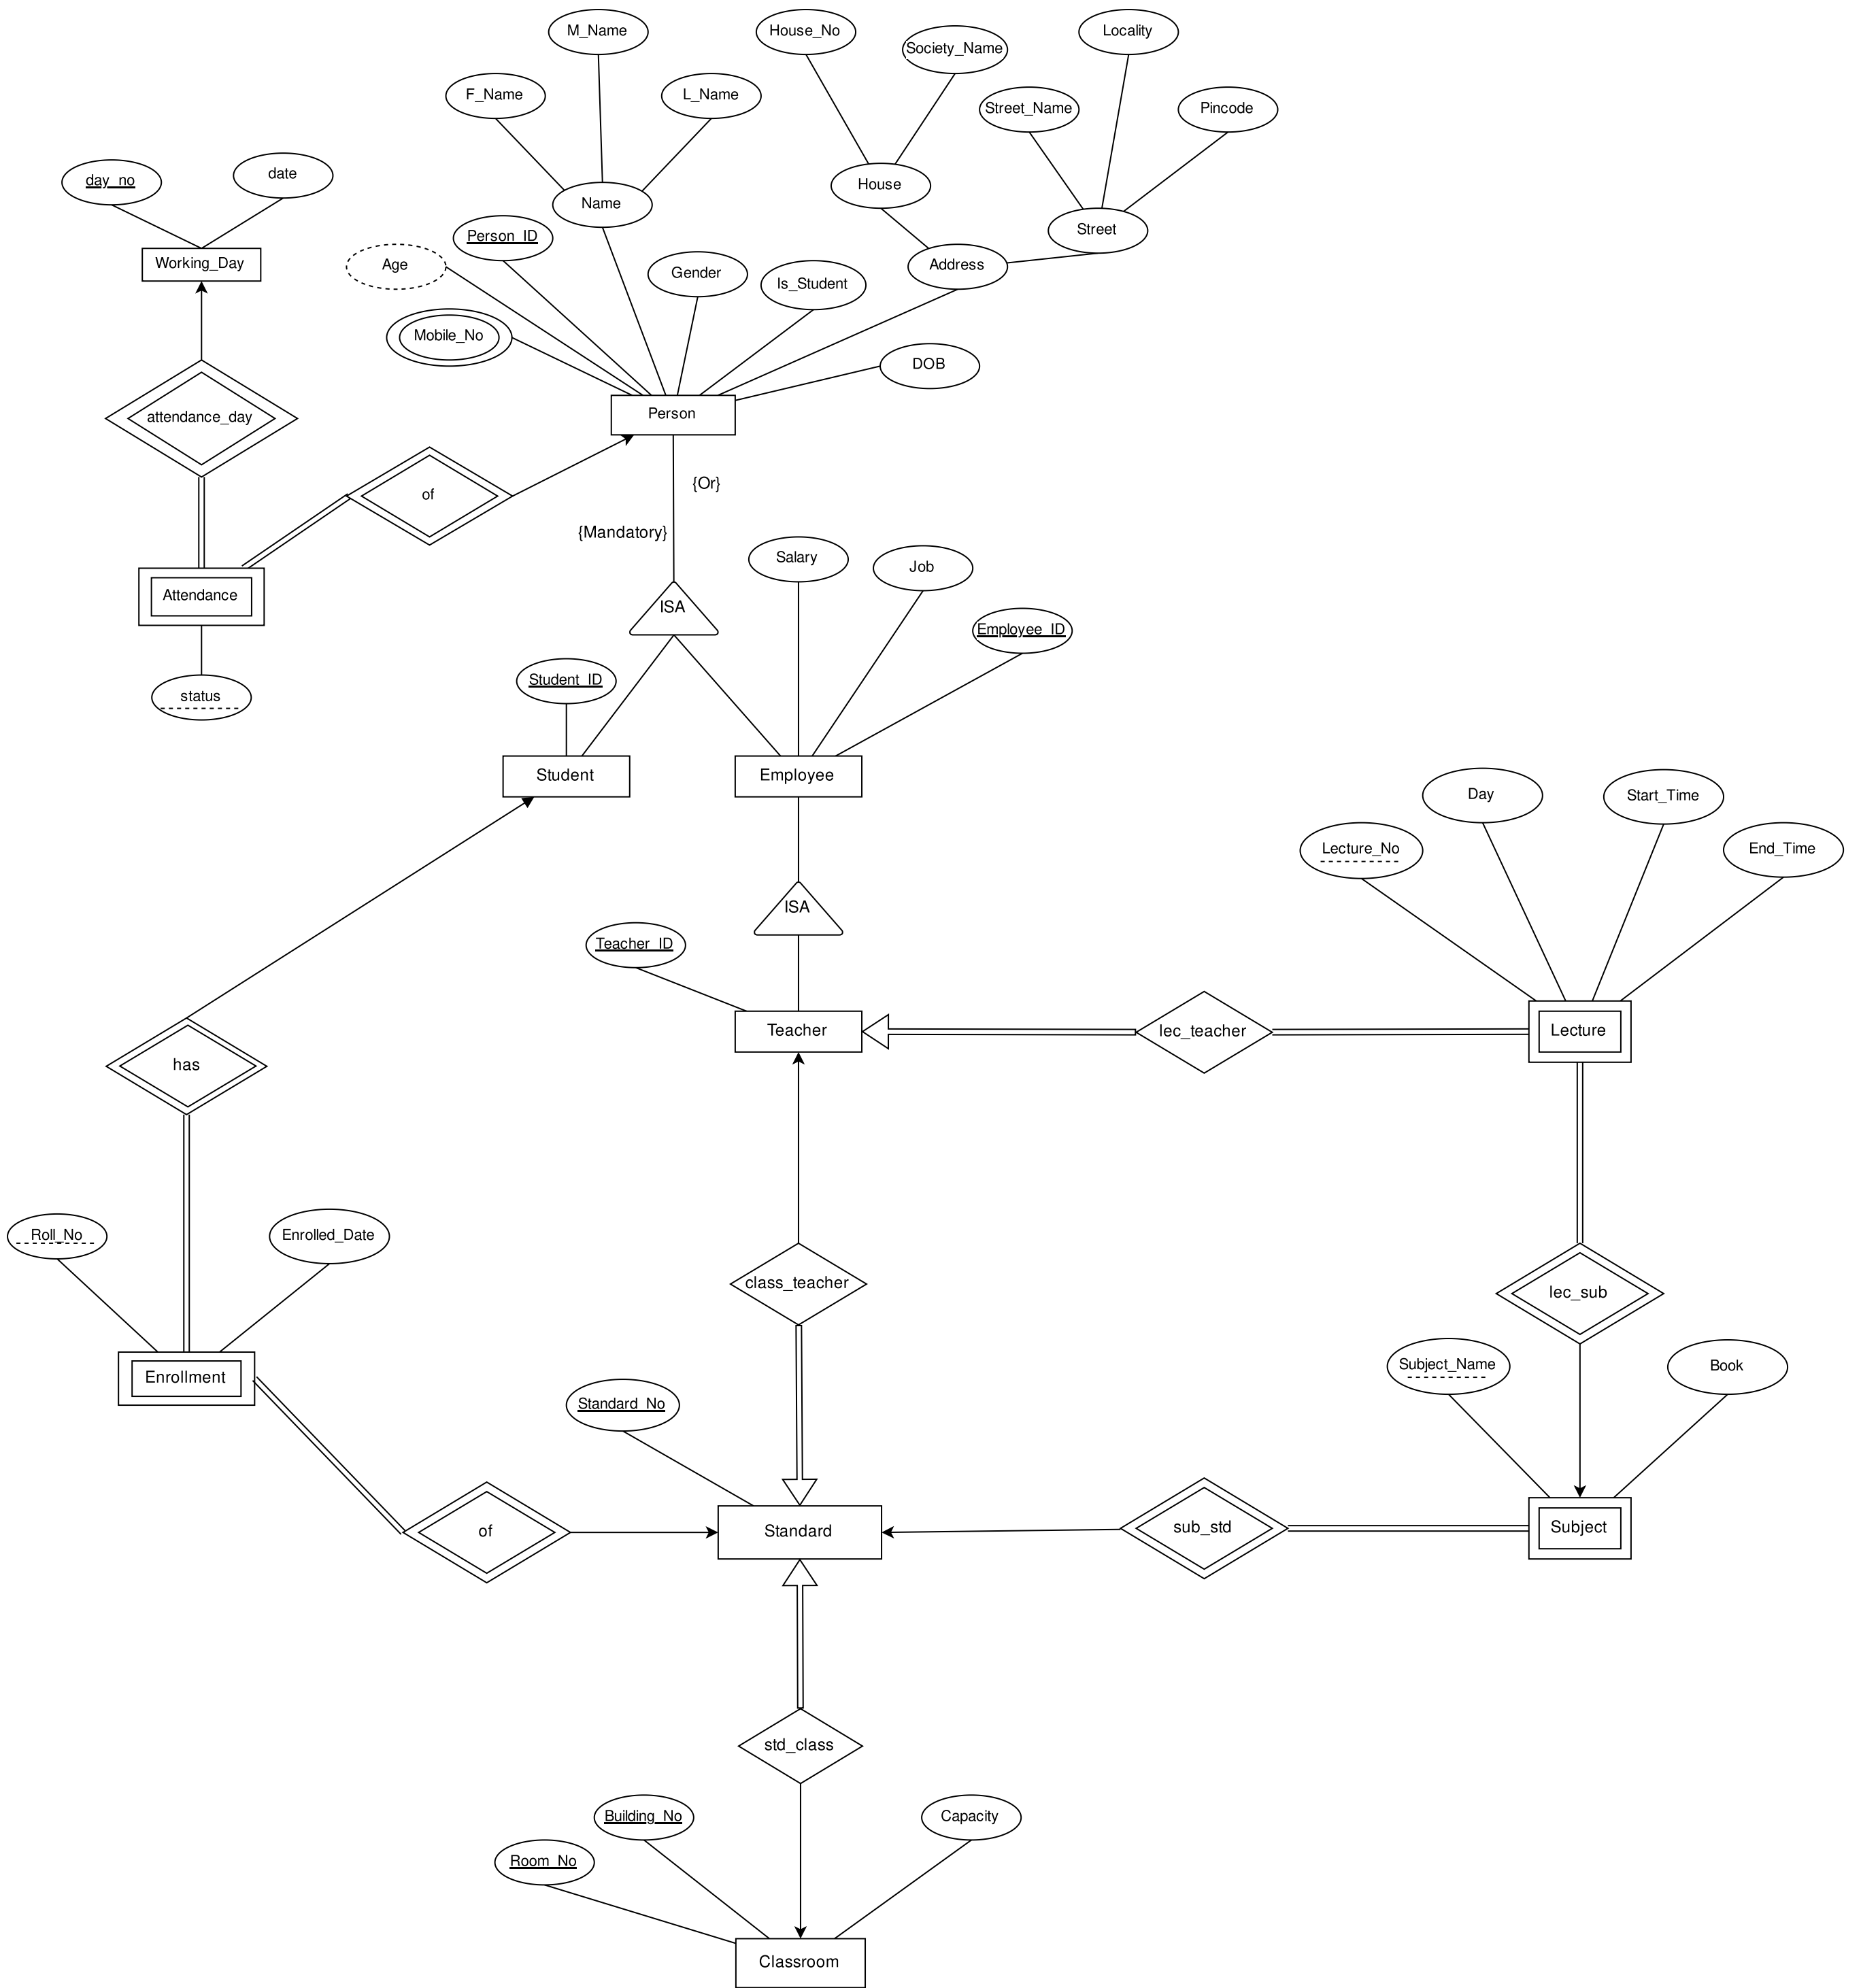 M_Name
House_No
Locality
Society_Name
F_Name
L_Name
Street_Name
Pincode
day_no
date
House
Name
Street
Person_ID
Working_Day
Age
Gender
Address
Is_Student
Mobile_No
DOB
Person
attendance_day
{Or}
of
{Mandatory}
Salary
Job
Attendance
ISA
Employee_ID
Student_ID
status
Student
Employee
Day
Start_Time
Lecture_No
End_Time
ISA
Teacher_ID
Teacher
lec_teacher
Lecture
has
Roll_No
Enrolled_Date
class_teacher
lec_sub
Subject_Name
Book
Enrollment
Standard_No
of
Standard
sub_std
Subject
std_class
Building_No
Capacity
Room_No
Classroom